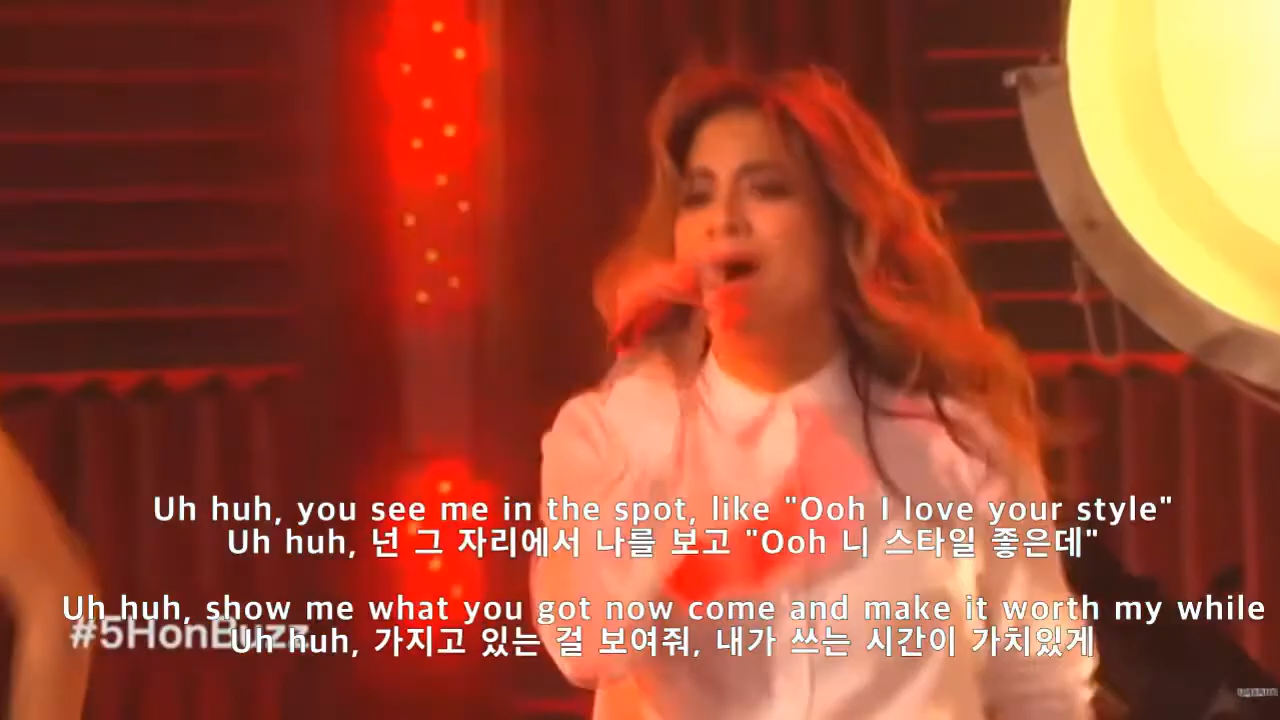 Uh huh, you see me in the spot, like "Ooh I love your style"
Uh huh, 넌 그 자리에서 나를 보고 "Ooh 니 스타일 좋은데"
Uh huh, show me what you got now come and make it worth my while
#5HonBuzz
Uh huh, 가지고 있는 걸 보여줘, 내가 쓰는 시간이 가치있게